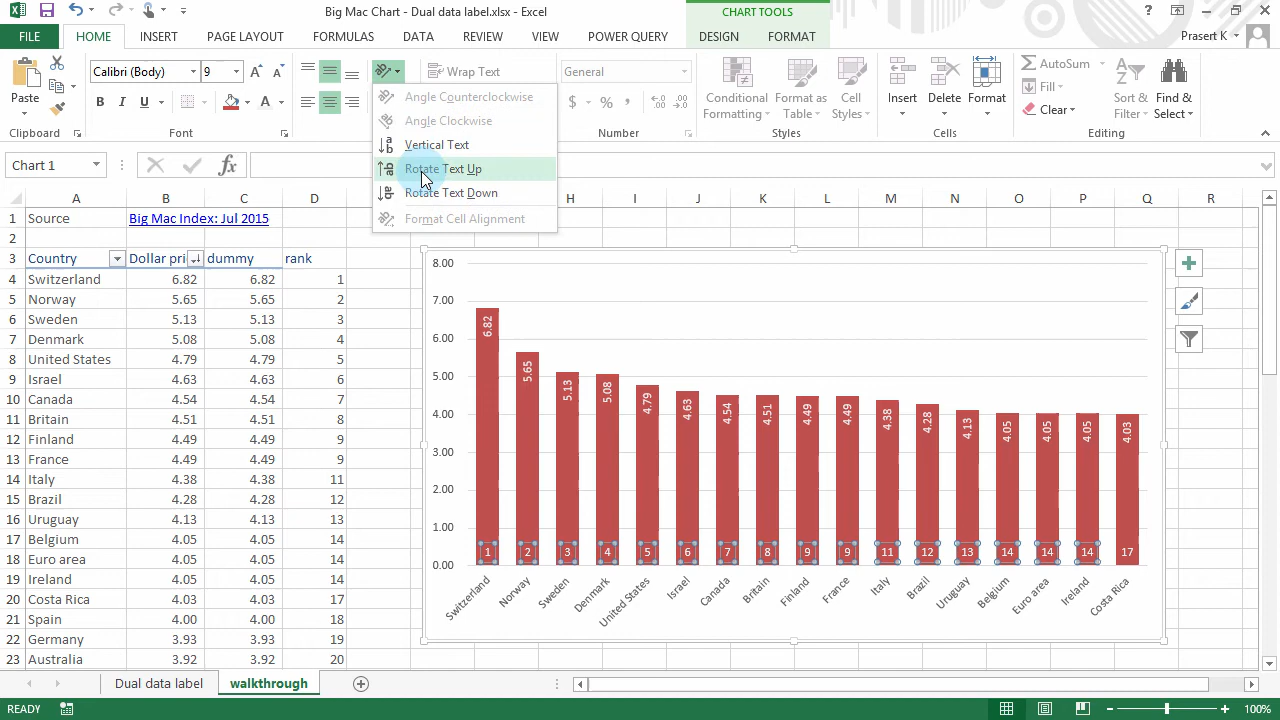 Big Mac Chart - Dual data label.xlsx - Excel
CHART TOOLS
Prasert K
FILE HOME INSERT PAGE LAYOUT FORMULAS DATA REVIEW VIEW POWER QUERY DESIGN FORMAT
Paste
Clipboard
Calibri (Body) 9
B I U
Font
Wrap Text
Angle Counterclockwise
Angle Clockwise
Vertical Text
Rotate Text Up
Rotate Text Down
Format Cell Alignment
General
$ % ,
Number
Conditional Formatting
Format as Table
Cell Styles
Styles
Insert
Delete
Format
Cells
AutoSum
Fill
Clear
Sort & Filter
Find & Select
Editing
Chart 1
fx
A B C D H I J K L M N O P Q R
1 Source Big Mac Index: Jul 2015
2
3 Country Dollar pri dummy rank
4 Switzerland 6.82 6.82 1
5 Norway 5.65 5.65 2
6 Sweden 5.13 5.13 3
7 Denmark 5.08 5.08 4
8 United States 4.79 4.79 5
9 Israel 4.63 4.63 6
10 Canada 4.54 4.54 7
11 Britain 4.51 4.51 8
12 Finland 4.49 4.49 9
13 France 4.49 4.49 9
14 Italy 4.38 4.38 11
15 Brazil 4.28 4.28 12
16 Uruguay 4.13 4.13 13
17 Belgium 4.05 4.05 14
18 Euro area 4.05 4.05 14
19 Ireland 4.05 4.05 14
20 Costa Rica 4.03 4.03 17
21 Spain 4.00 4.00 18
22 Germany 3.93 3.93 19
23 Australia 3.92 3.92 20
8.00
7.00
6.00
5.00
4.00
3.00
2.00
1.00
0.00
6.82 5.65 5.13 5.08 4.79 4.63 4.54 4.51 4.49 4.49 4.38 4.28 4.13 4.05 4.05 4.05 4.03
1 2 3 4 5 6 7 8 9 9 11 12 13 14 14 14 17
Switzerland Norway Sweden Denmark United States Israel Canada Britain Finland France Italy Brazil Uruguay Belgium Euro area Ireland Costa Rica
Dual data label walkthrough
READY
100%